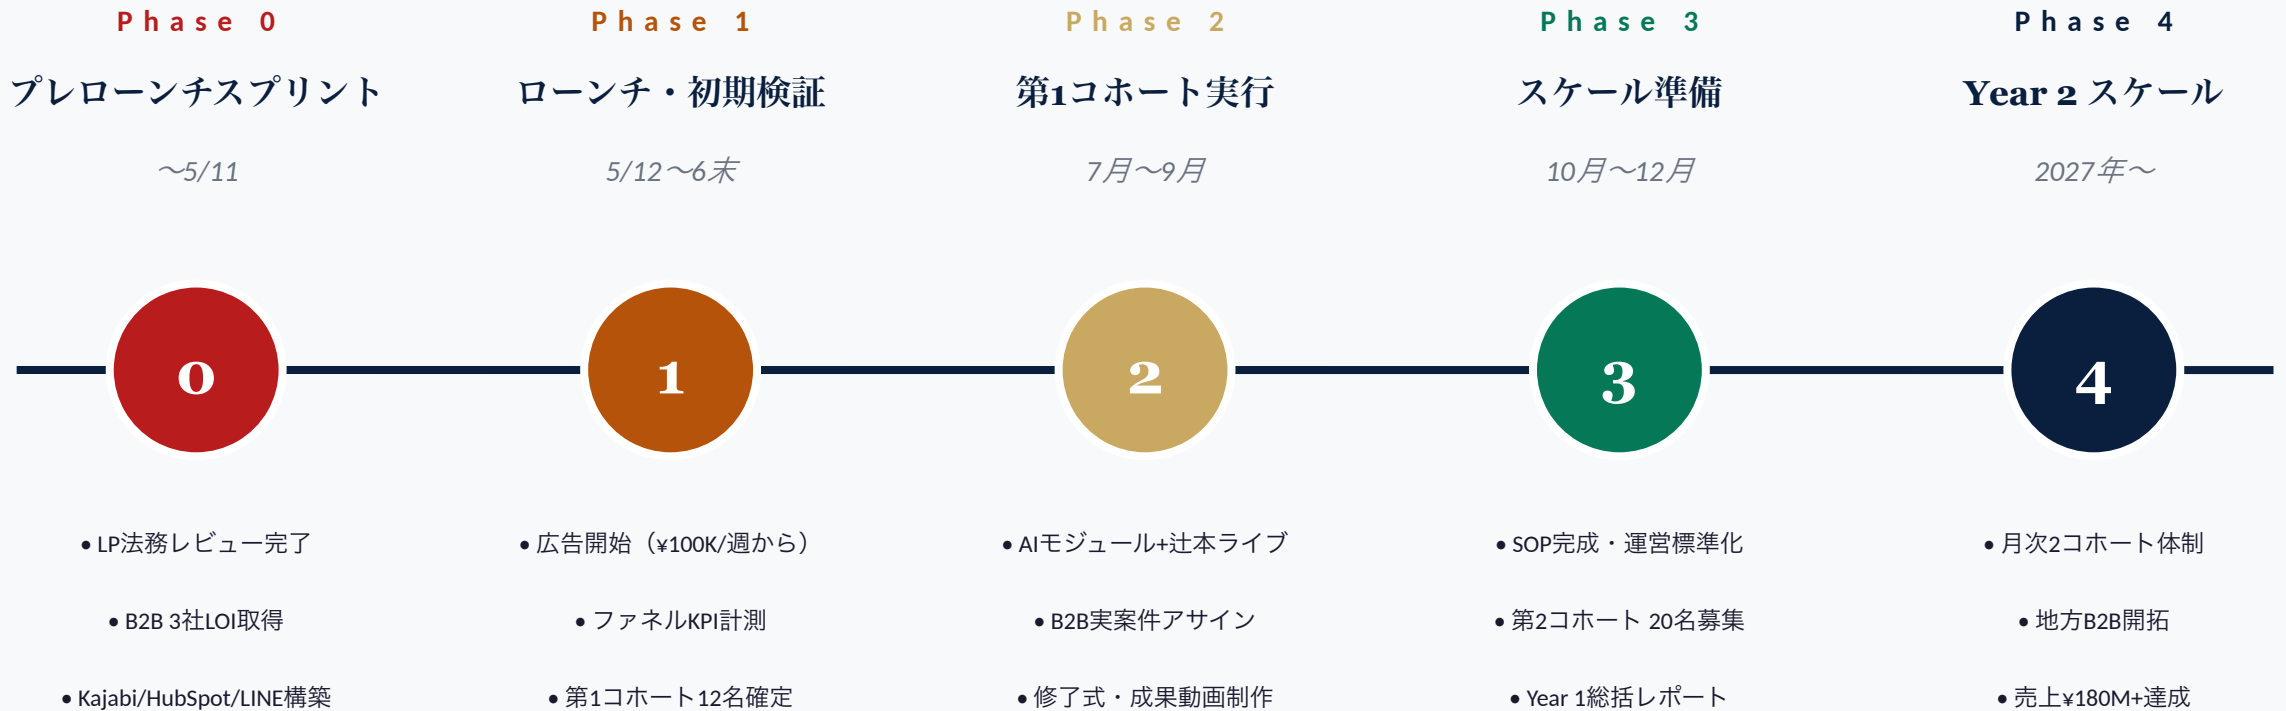 Phase 0
プレローンチスプリント
〜5/11
0
• LP法務レビュー完了
• B2B 3社LOI取得
• Kajabi/HubSpot/LINE構築
Phase 1
ローンチ・初期検証
5/12〜6末
1
• 広告開始（¥100K/週から）
• ファネルKPI計測
• 第1コホート12名確定
Phase 2
第1コホート実行
7月〜9月
2
• AIモジュール+辻本ライブ
• B2B実案件アサイン
• 修了式・成果動画制作
Phase 3
スケール準備
10月〜12月
3
• SOP完成・運営標準化
• 第2コホート 20名募集
• Year 1総括レポート
Phase 4
Year 2 スケール
2027年〜
4
• 月次2コホート体制
• 地方B2B開拓
• 売上¥180M+達成